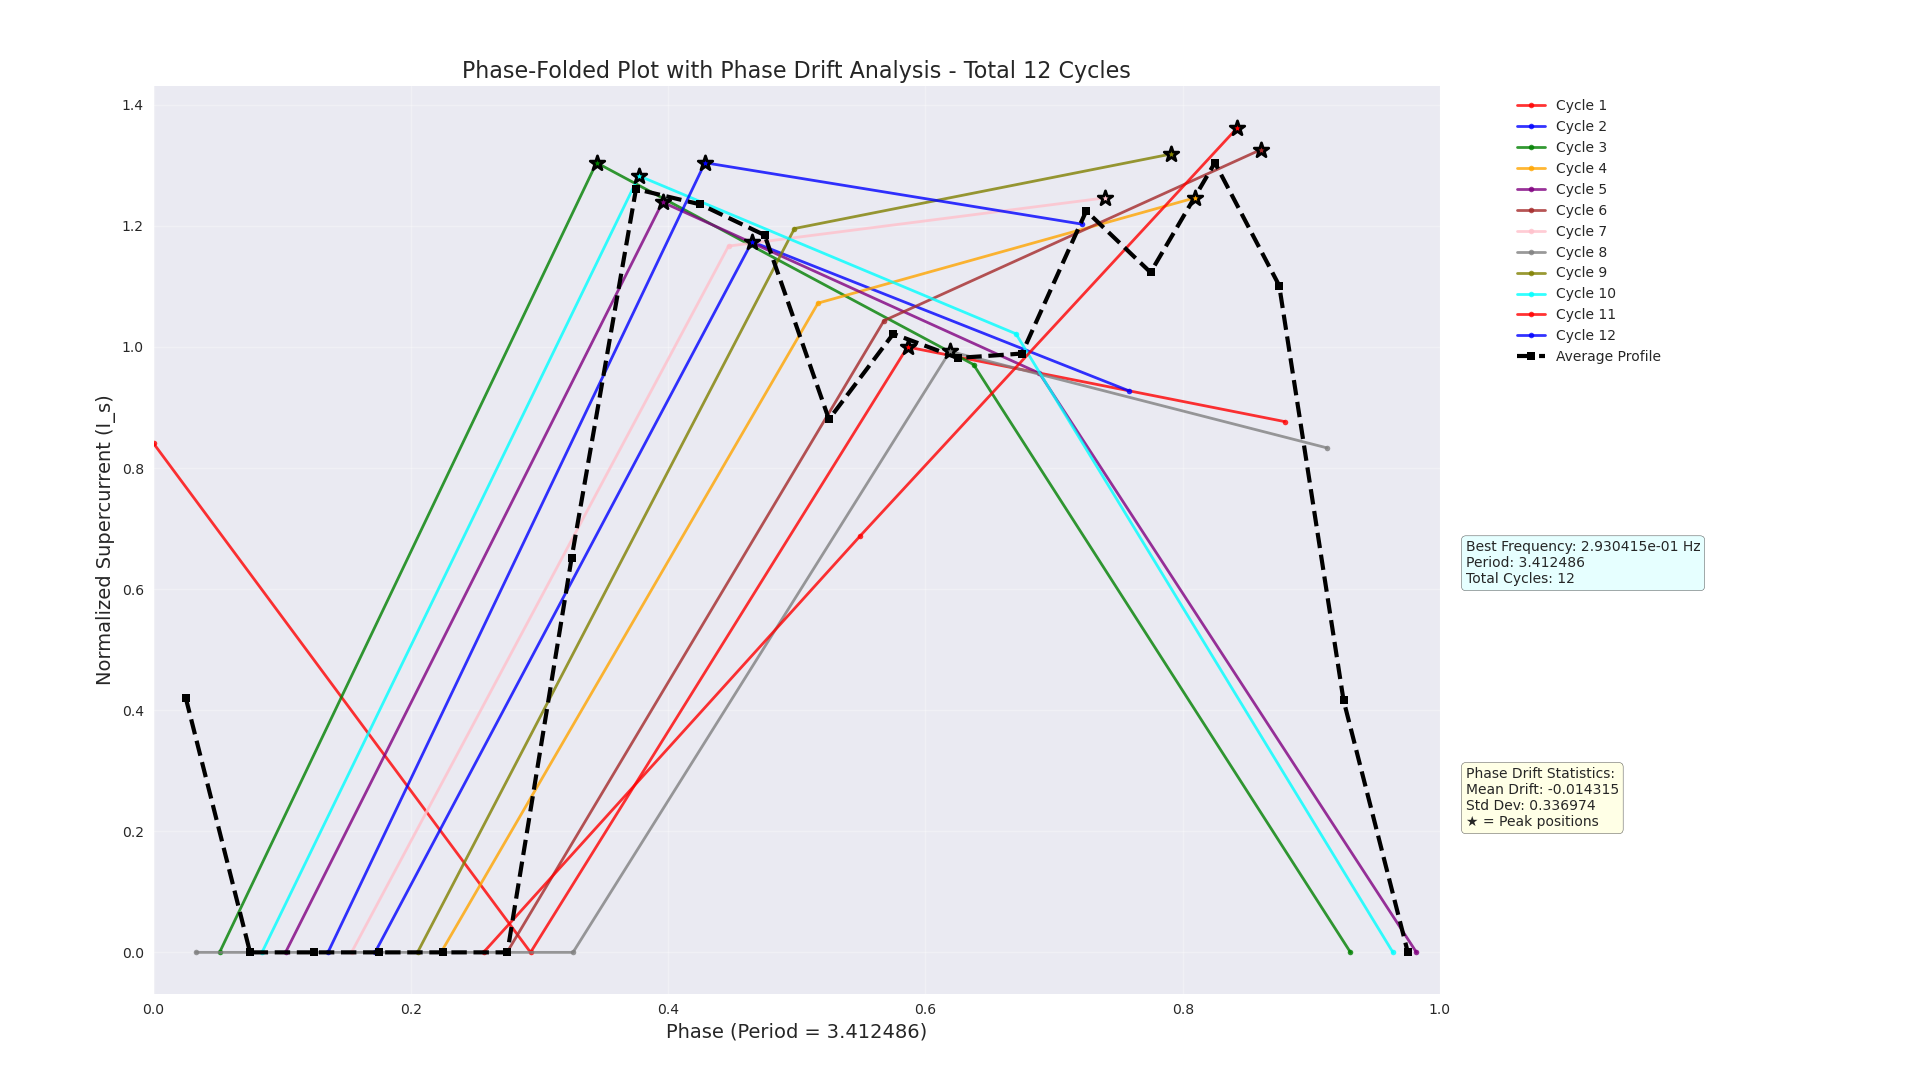 Phase-Folded Plot with Phase Drift Analysis - Total 12 Cycles
Normalized Supercurrent (I_s)
1.4
1.2
1.0
0.8
0.6
0.4
0.2
0.0
0.0
0.2
0.4
0.6
0.8
1.0
Phase (Period = 3.412486)
Cycle 1
Cycle 2
Cycle 3
Cycle 4
Cycle 5
Cycle 6
Cycle 7
Cycle 8
Cycle 9
Cycle 10
Cycle 11
Cycle 12
Average Profile
Best Frequency: 2.930415e-01 Hz
Period: 3.412486
Total Cycles: 12
Phase Drift Statistics:
Mean Drift: -0.014315
Std Dev: 0.336974
★ = Peak positions